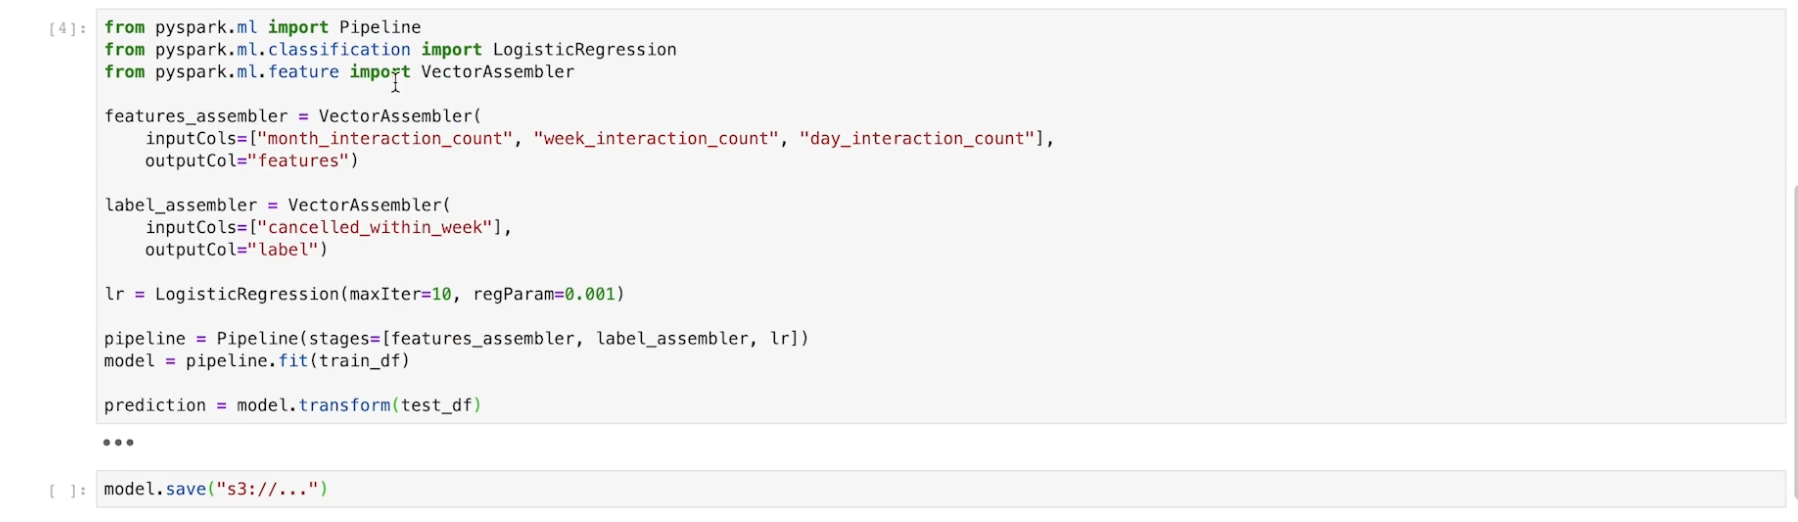 [4]: from pyspark.ml import Pipeline
from pyspark.ml.classification import LogisticRegression
from pyspark.ml.feature import VectorAssembler
features_assembler = VectorAssembler(
    inputCols=["month_interaction_count", "week_interaction_count", "day_interaction_count"],
    outputCol="features")
label_assembler = VectorAssembler(
    inputCols=["cancelled_within_week"],
    outputCol="label")
lr = LogisticRegression(maxIter=10, regParam=0.001)
pipeline = Pipeline(stages=[features_assembler, label_assembler, lr])
model = pipeline.fit(train_df)
prediction = model.transform(test_df)
•••
[ ]: model.save("s3://...")